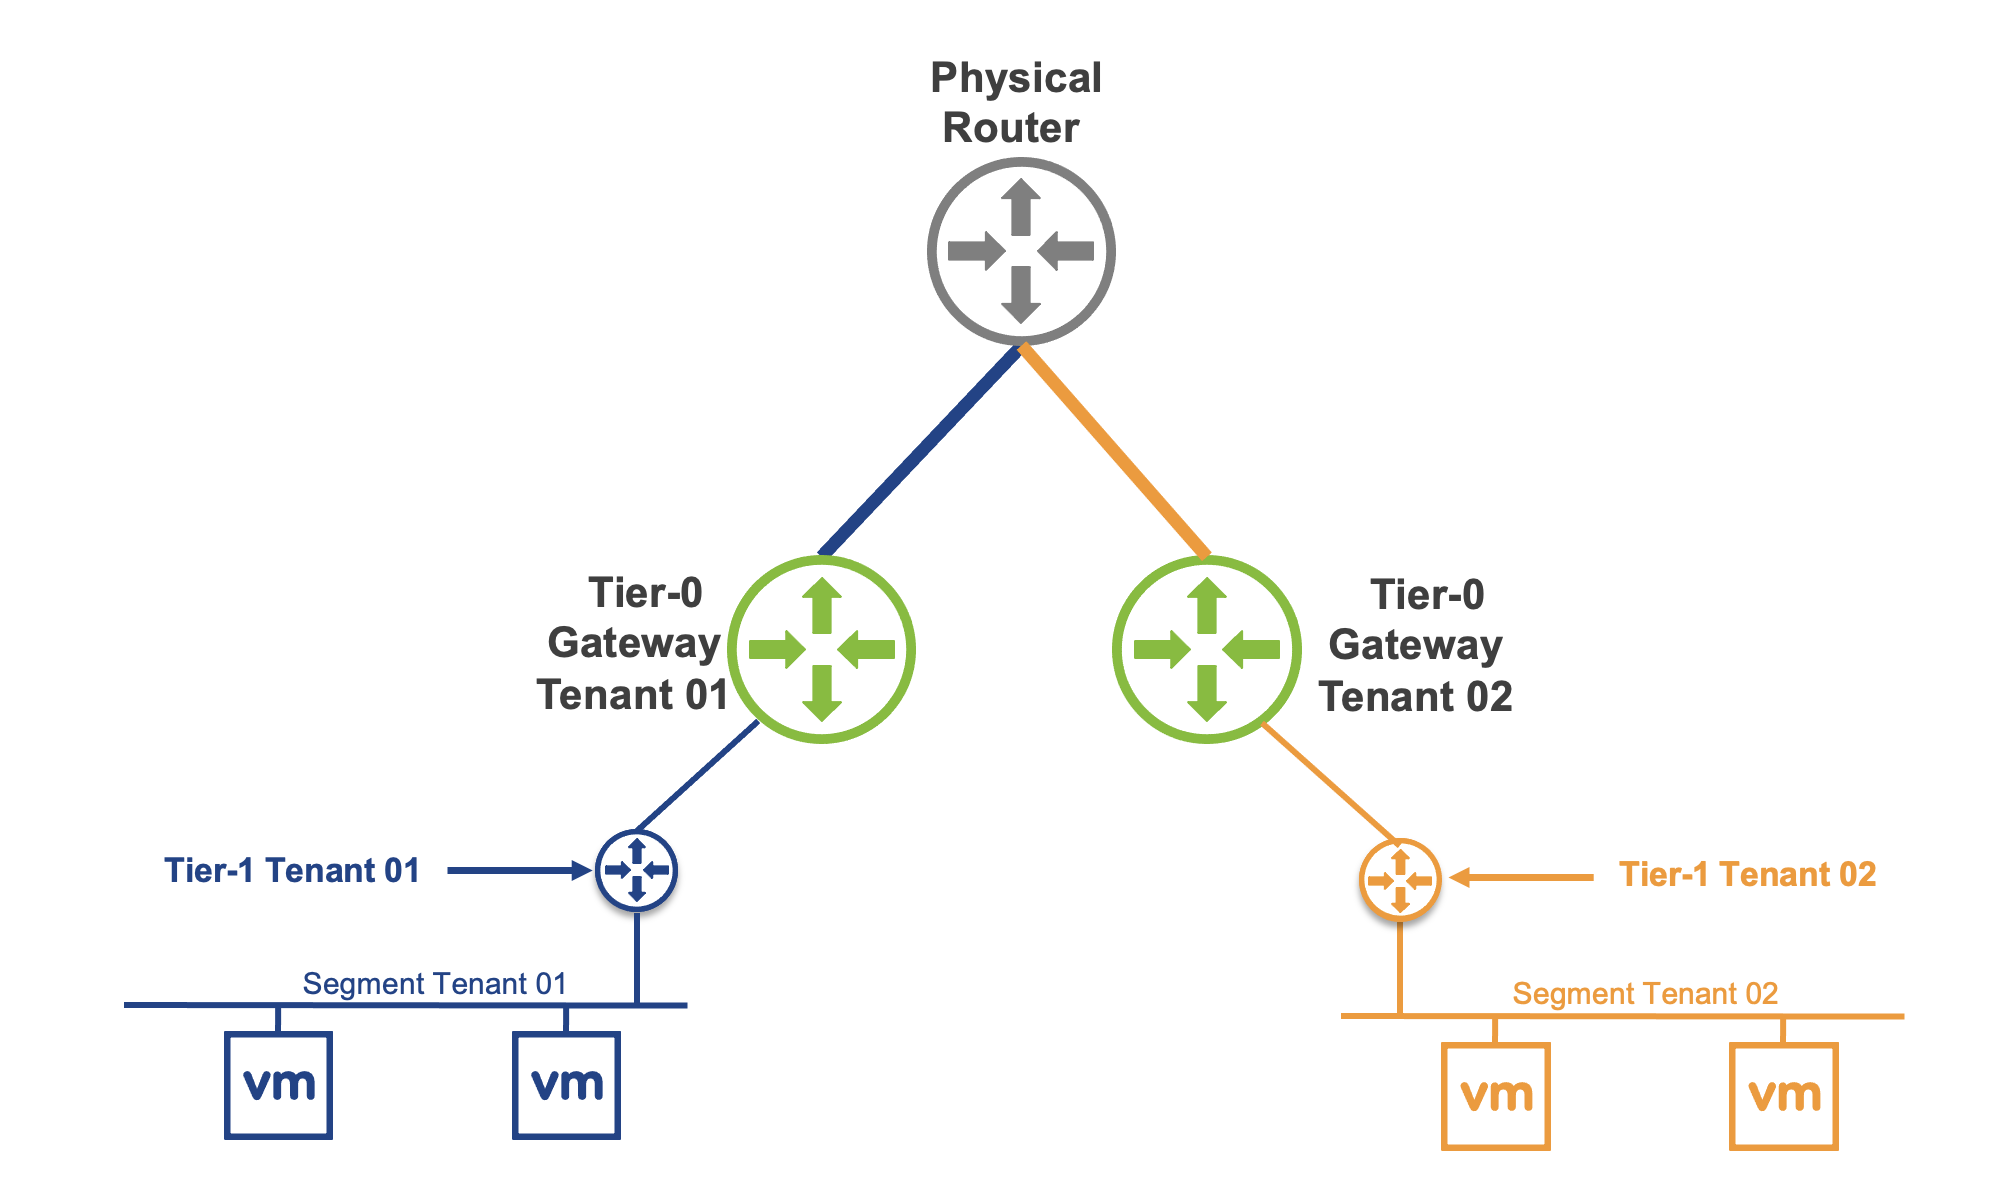 Physical
Router
Tier-0
Gateway
Tenant 01
Tier-0
Gateway
Tenant 02
Tier-1 Tenant 01
Tier-1 Tenant 02
Segment Tenant 01
Segment Tenant 02
vm
vm
vm
vm